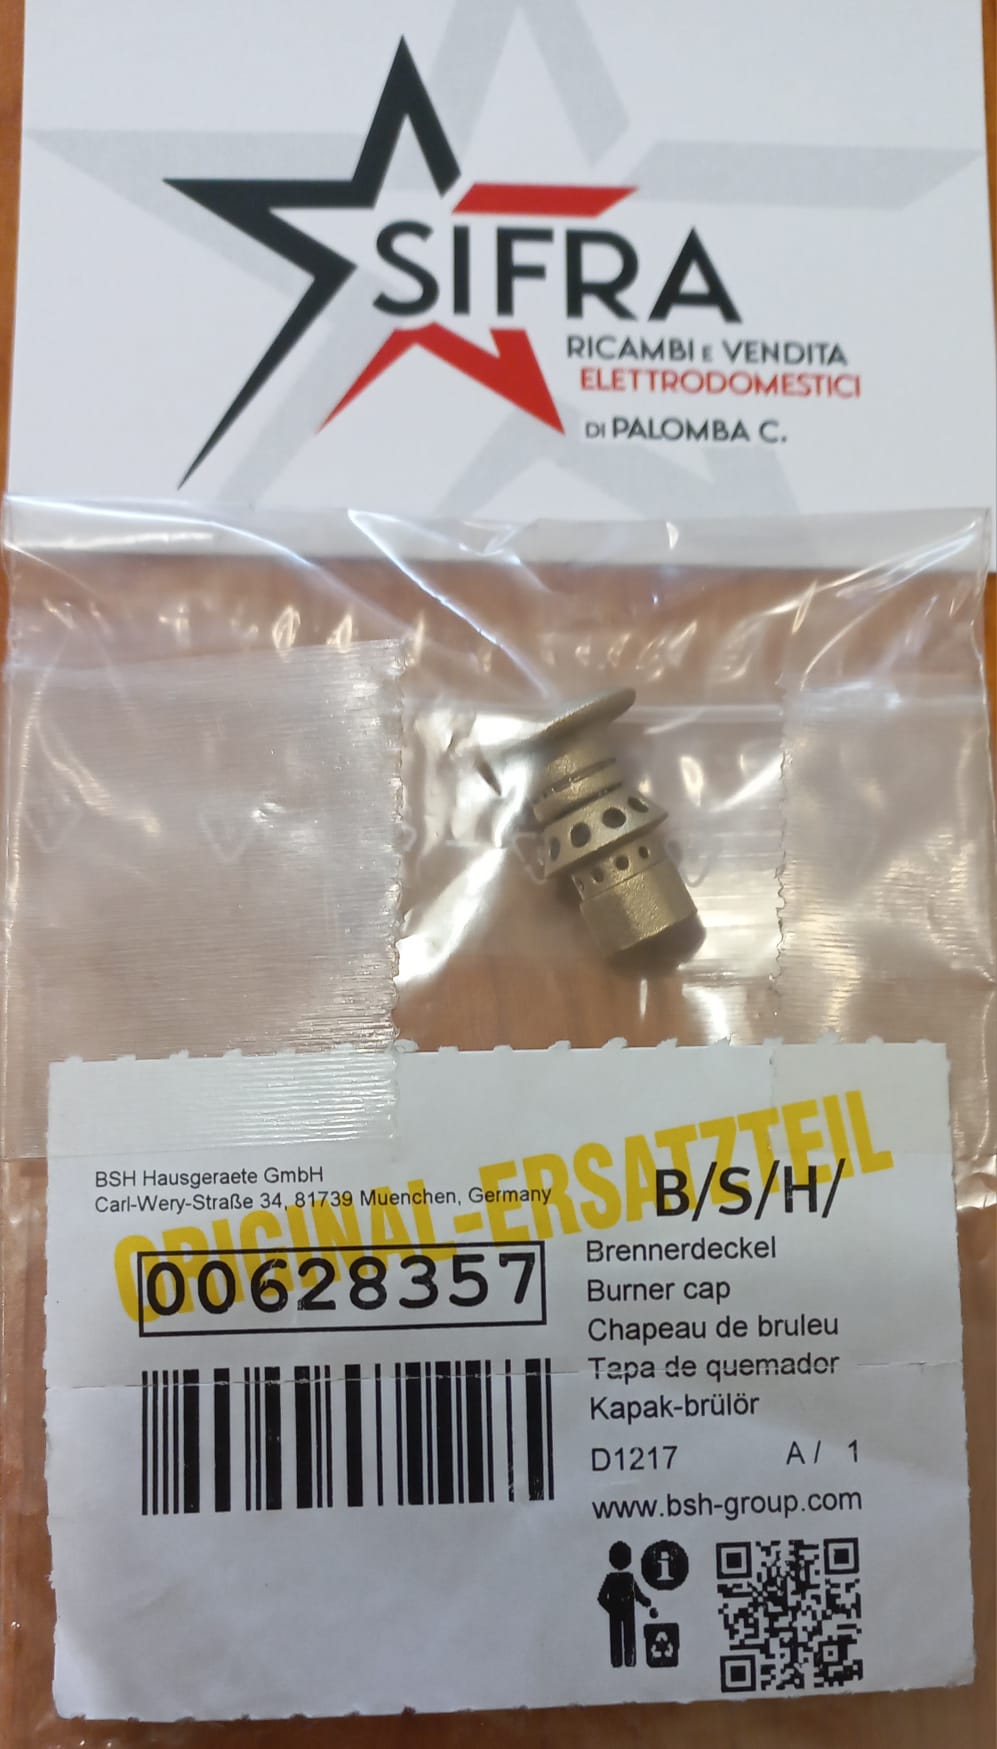 SIFRA
RICAMBI E VENDITA
ELETTRODOMESTICI
DI PALOMBA C.
ORIGINAL-ERSATZTEIL
BSH Hausgeraete GmbH
Carl-Wery-Straße 34, 81739 Muenchen, Germany
B/S/H/
00628357
Brennerdeckel
Burner cap
Chapeau de bruleu
Tapa de quemador
Kapak-brülör
D1217 A / 1
www.bsh-group.com
i